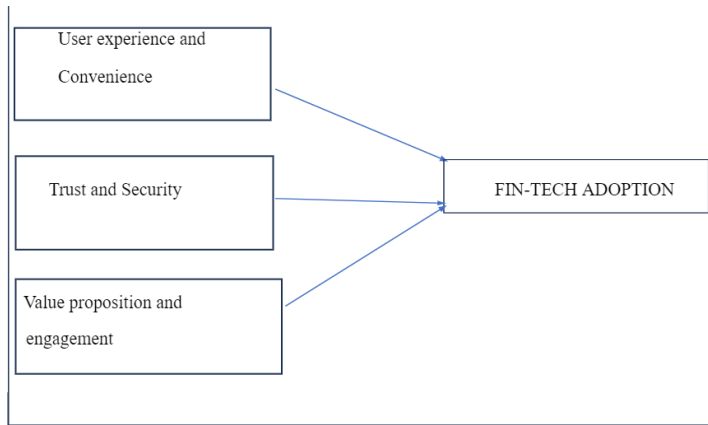 User experience and
Convenience
Trust and Security
FIN-TECH ADOPTION
Value proposition and
engagement